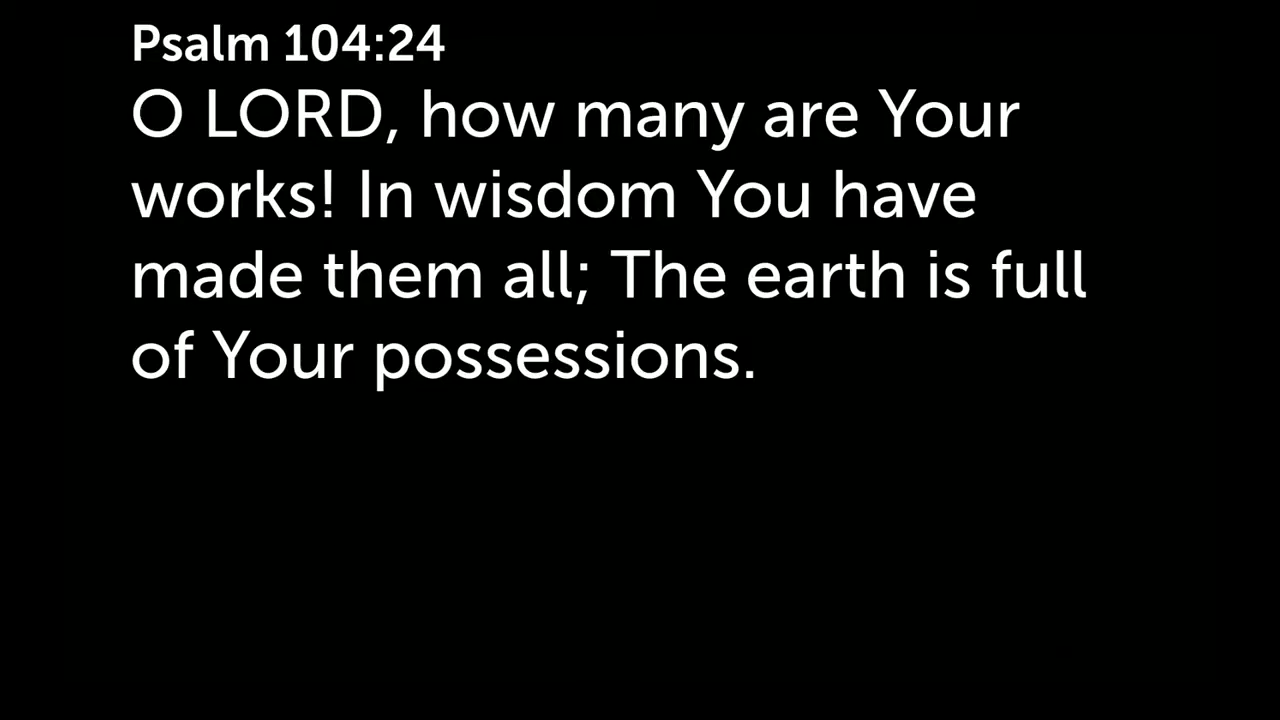 Psalm 104:24
O LORD, how many are Your
works! In wisdom You have
made them all; The earth is full
of Your possessions.